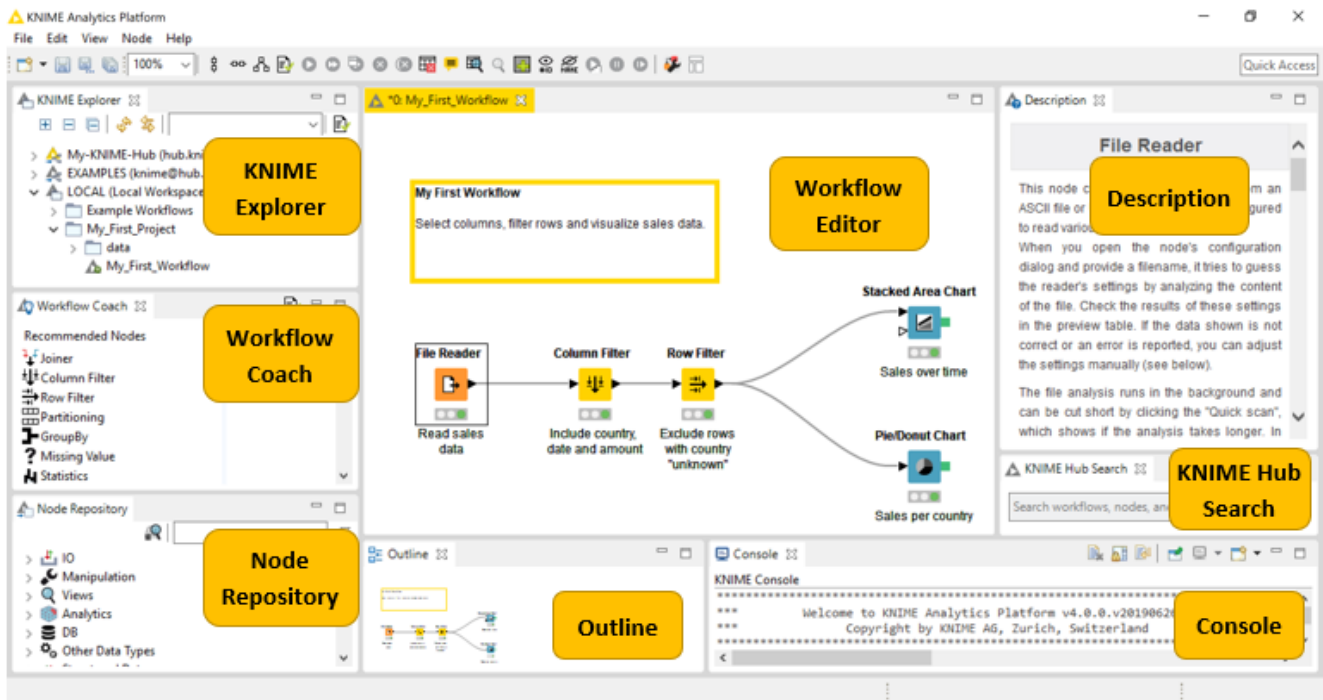 KNIME Analytics Platform
File Edit View Node Help
100%
Quick Access
KNIME Explorer
My-KNIME-Hub (hub.kni
EXAMPLES (knime@hub.
LOCAL (Local Workspace
Example Workflows
My_First_Project
data
My_First_Workflow
KNIME
Explorer
Workflow Coach
Recommended Nodes
Joiner
Column Filter
Row Filter
Partitioning
GroupBy
Missing Value
Statistics
Workflow
Coach
Node Repository
IO
Manipulation
Views
Analytics
DB
Other Data Types
Node
Repository
*0: My_First_Workflow
My First Workflow
Select columns, filter rows and visualize sales data.
Workflow
Editor
File Reader
Read sales
data
Column Filter
Include country,
date and amount
Row Filter
Exclude rows
with country
"unknown"
Stacked Area Chart
Sales over time
Pie/Donut Chart
Sales per country
Outline
Outline
Description
File Reader
This node c om an
ASCII file or gured
to read vario
When you open the node's configuration
dialog and provide a filename, it tries to guess
the reader's settings by analyzing the content
of the file. Check the results of these settings
in the preview table. If the data shown is not
correct or an error is reported, you can adjust
the settings manually (see below).
The file analysis runs in the background and
can be cut short by clicking the "Quick scan",
which shows if the analysis takes longer. In
Description
KNIME Hub Search
Search workflows, nodes, an
KNIME Hub
Search
Console
KNIME Console
*** Welcome to KNIME Analytics Platform v4.0.0.v2019062
*** Copyright by KNIME AG, Zurich, Switzerland
Console